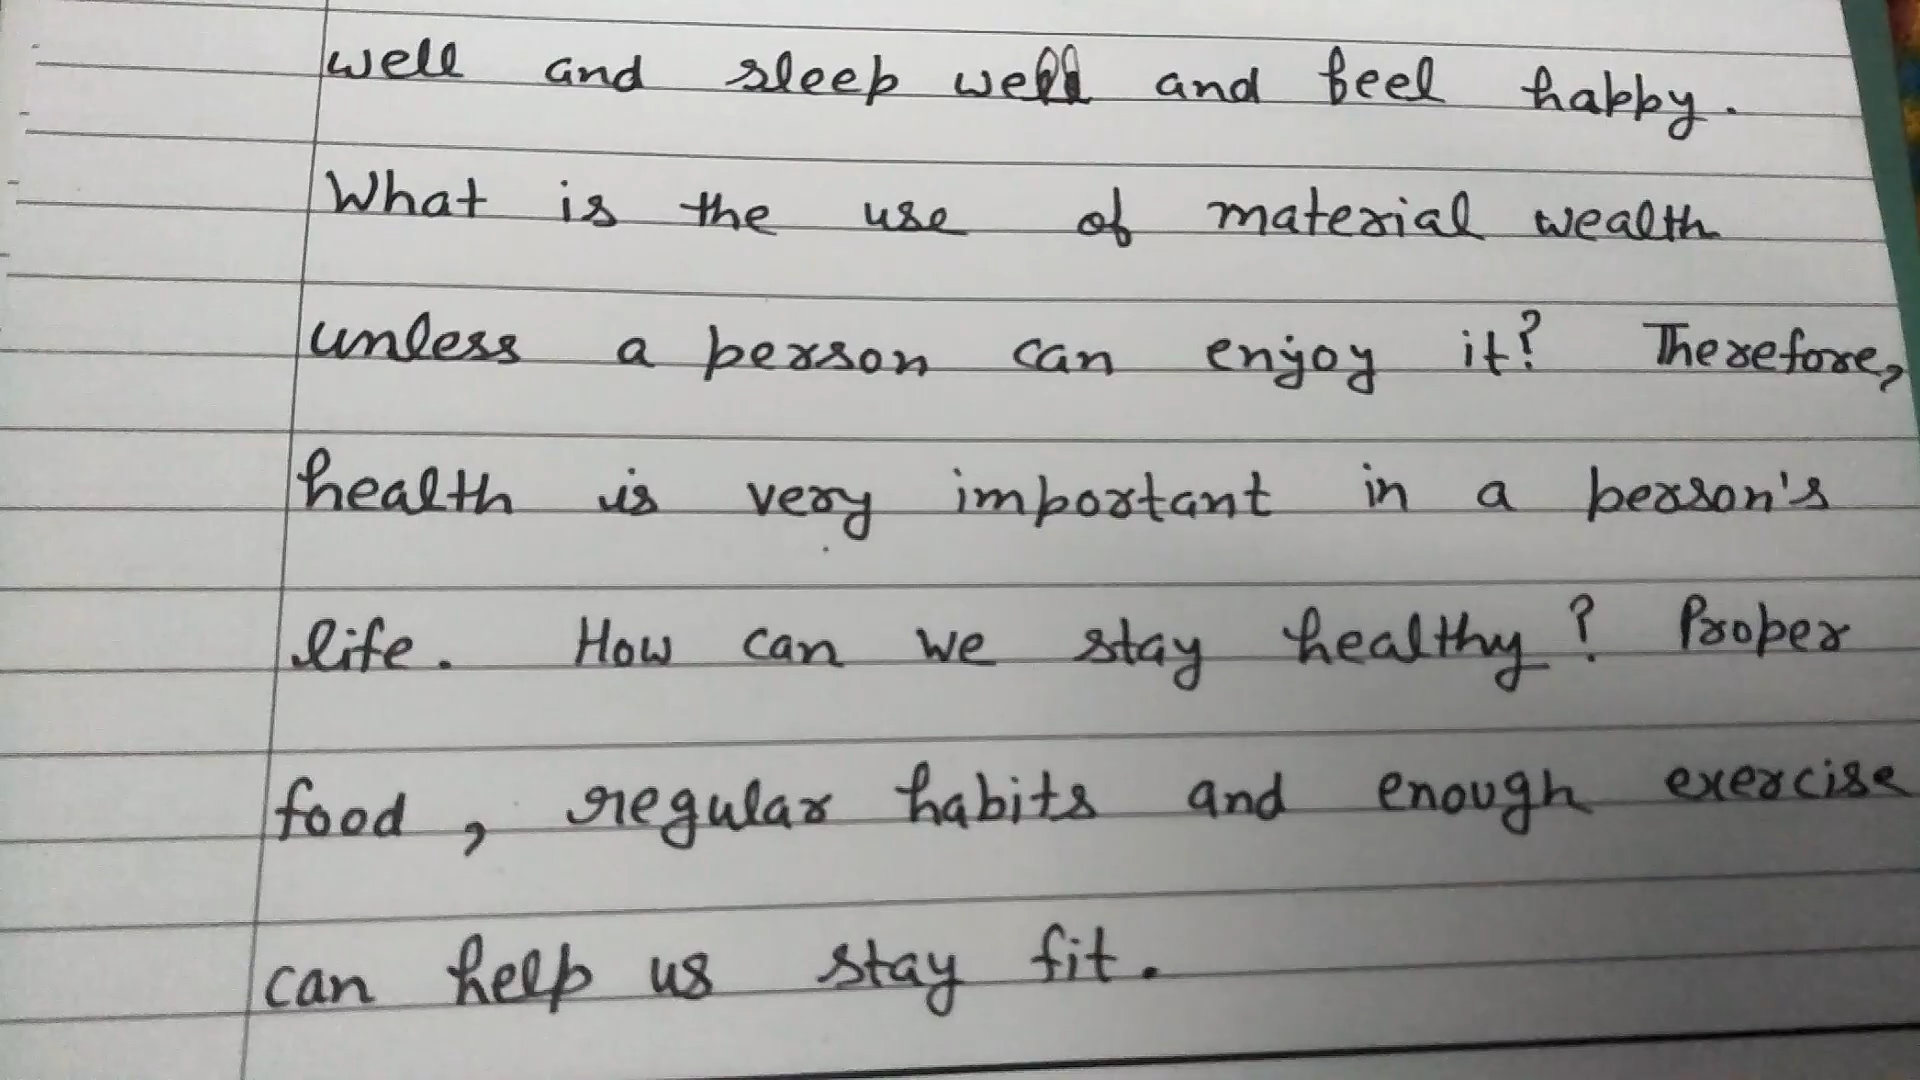 well and sleep well and feel happy.
What is the use of material wealth
unless a person can enjoy it? Therefore,
health is very important in a person's
life. How can we stay healthy? Proper
food, regular habits and enough exercise
can help us stay fit.